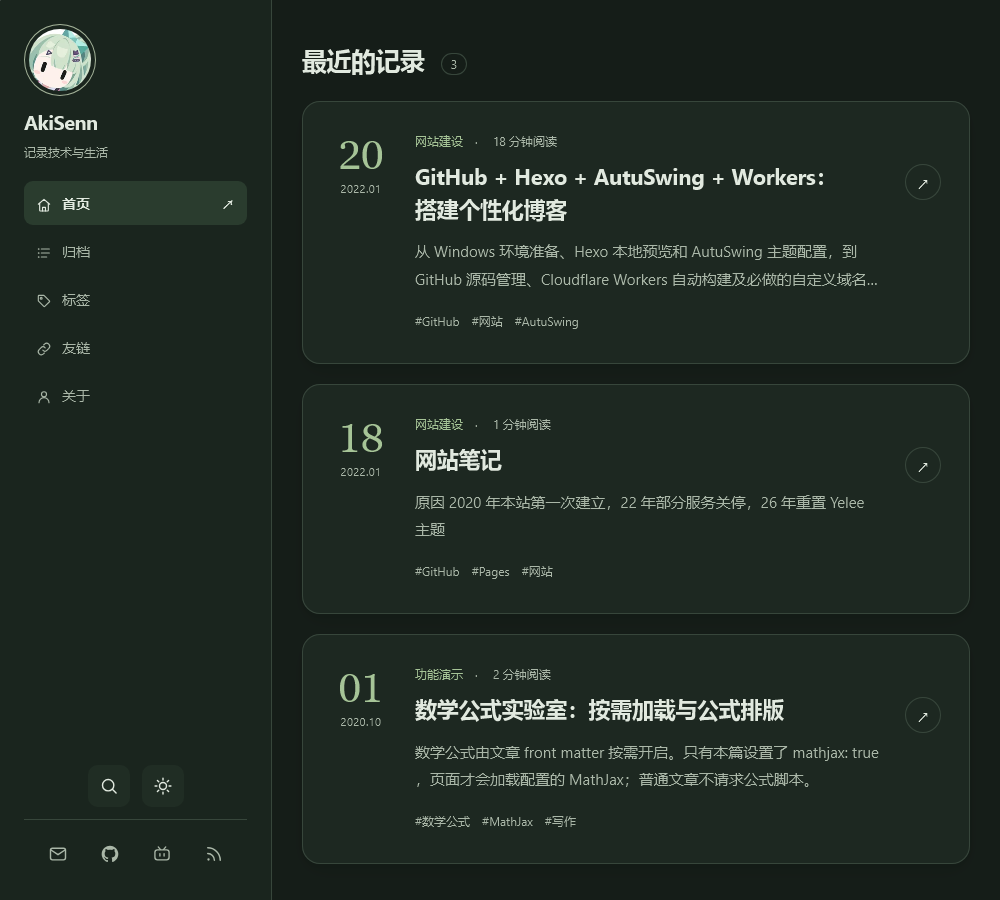 AkiSenn
记录技术与生活
首页
归档
标签
友链
关于
最近的记录 3
20
2022.01
网站建设 · 18 分钟阅读
GitHub + Hexo + AutuSwing + Workers：
搭建个性化博客
从 Windows 环境准备、Hexo 本地预览和 AutuSwing 主题配置，到
GitHub 源码管理、Cloudflare Workers 自动构建及必做的自定义域名...
#GitHub #网站 #AutuSwing
18
2022.01
网站建设 · 1 分钟阅读
网站笔记
原因 2020 年本站第一次建立，22 年部分服务关停，26 年重置 Yelee
主题
#GitHub #Pages #网站
01
2020.10
功能演示 · 2 分钟阅读
数学公式实验室：按需加载与公式排版
数学公式由文章 front matter 按需开启。只有本篇设置了 mathjax: true
，页面才会加载配置的 MathJax；普通文章不请求公式脚本。
#数学公式 #MathJax #写作